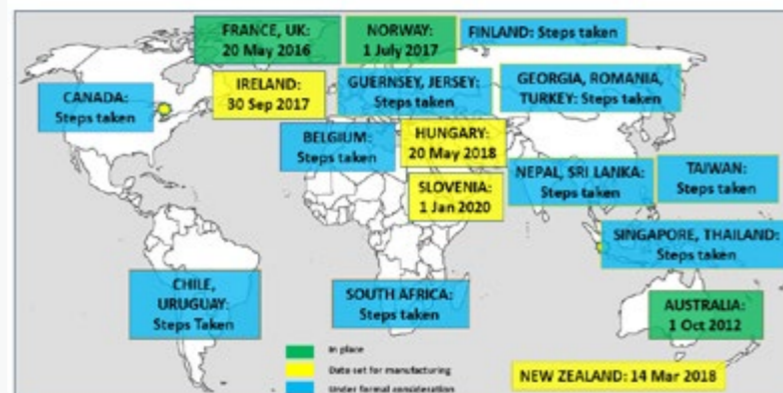 FRANCE, UK:
20 May 2016
NORWAY:
1 July 2017
FINLAND: Steps taken
CANADA:
Steps taken
IRELAND:
30 Sep 2017
GUERNSEY, JERSEY:
Steps taken
GEORGIA, ROMANIA,
TURKEY: Steps taken
BELGIUM:
Steps taken
HUNGARY:
20 May 2018
NEPAL, SRI LANKA:
Steps taken
TAIWAN:
Steps taken
SLOVENIA:
1 Jan 2020
SINGAPORE, THAILAND:
Steps taken
CHILE,
URUGUAY:
Steps Taken
SOUTH AFRICA:
Steps taken
AUSTRALIA:
1 Oct 2012
In place
Date set for manufacturing
Under formal consideration
NEW ZEALAND: 14 Mar 2018